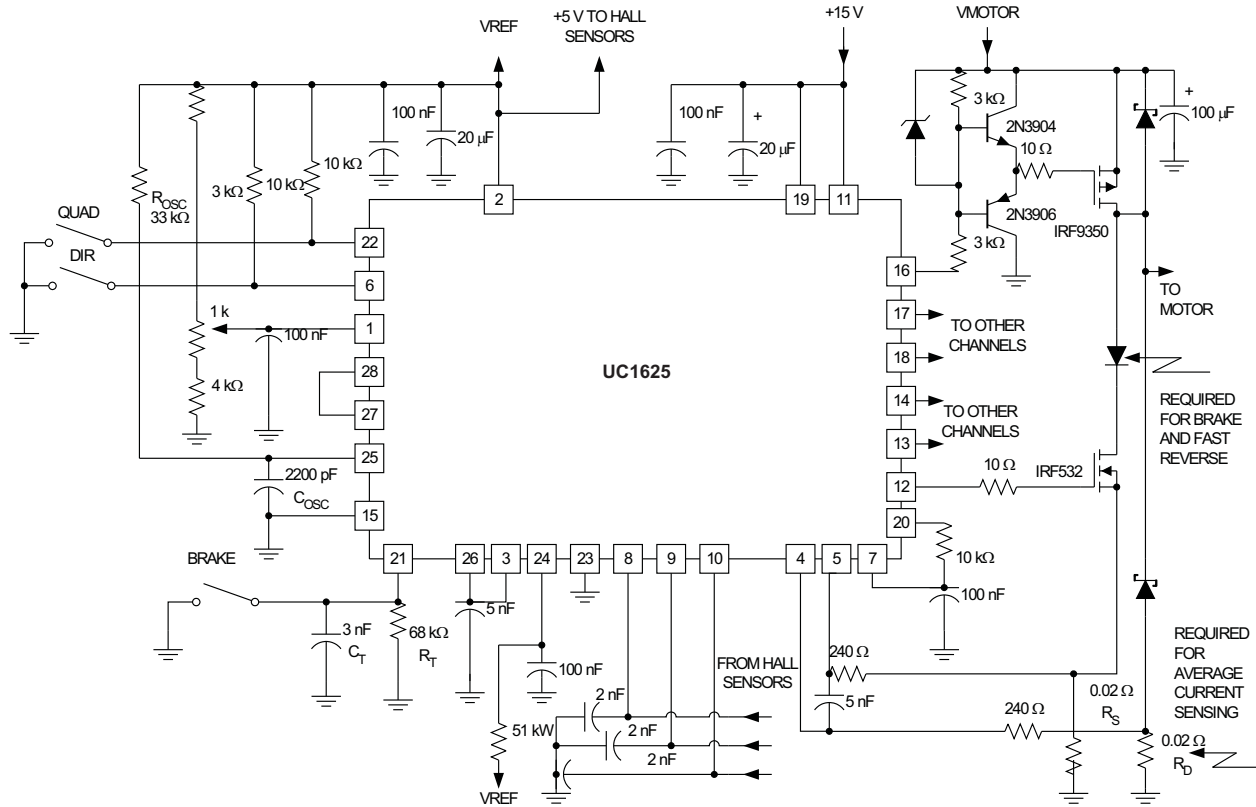 +5 V TO HALL
SENSORS
VREF
+15 V
VMOTOR
100 nF
20 µF
+
100 nF
+
20 µF
3 kΩ
2N3904
10 Ω
+
100 µF
2N3906
3 kΩ
IRF9350
ROSC
33 kΩ
3 kΩ
10 kΩ
10 kΩ
QUAD
DIR
1 k
100 nF
4 kΩ
2200 pF
COSC
2
19
11
22
6
1
28
27
25
15
UC1625
16
17
18
14
13
12
20
TO OTHER
CHANNELS
TO OTHER
CHANNELS
TO
MOTOR
REQUIRED
FOR BRAKE
AND FAST
REVERSE
10 Ω
IRF532
21
26
3
24
23
8
9
10
4
5
7
BRAKE
3 nF
CT
68 kΩ
RT
5 nF
100 nF
51 kW
VREF
2 nF
2 nF
2 nF
FROM HALL
SENSORS
10 kΩ
100 nF
240 Ω
5 nF
240 Ω
0.02 Ω
RS
0.02 Ω
RD
REQUIRED
FOR
AVERAGE
CURRENT
SENSING